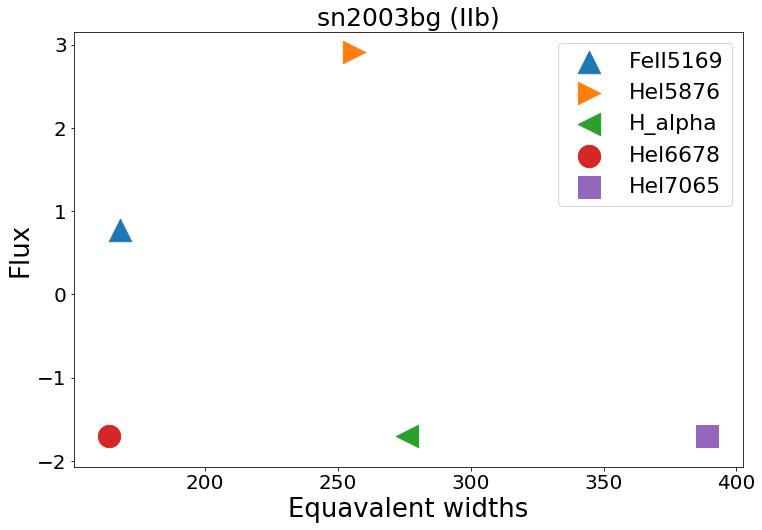 sn2003bg (IIb)
FeII5169
HeI5876
H_alpha
HeI6678
HeI7065
3
2
1
0
−1
−2
Flux
200
250
300
350
400
Equavalent widths